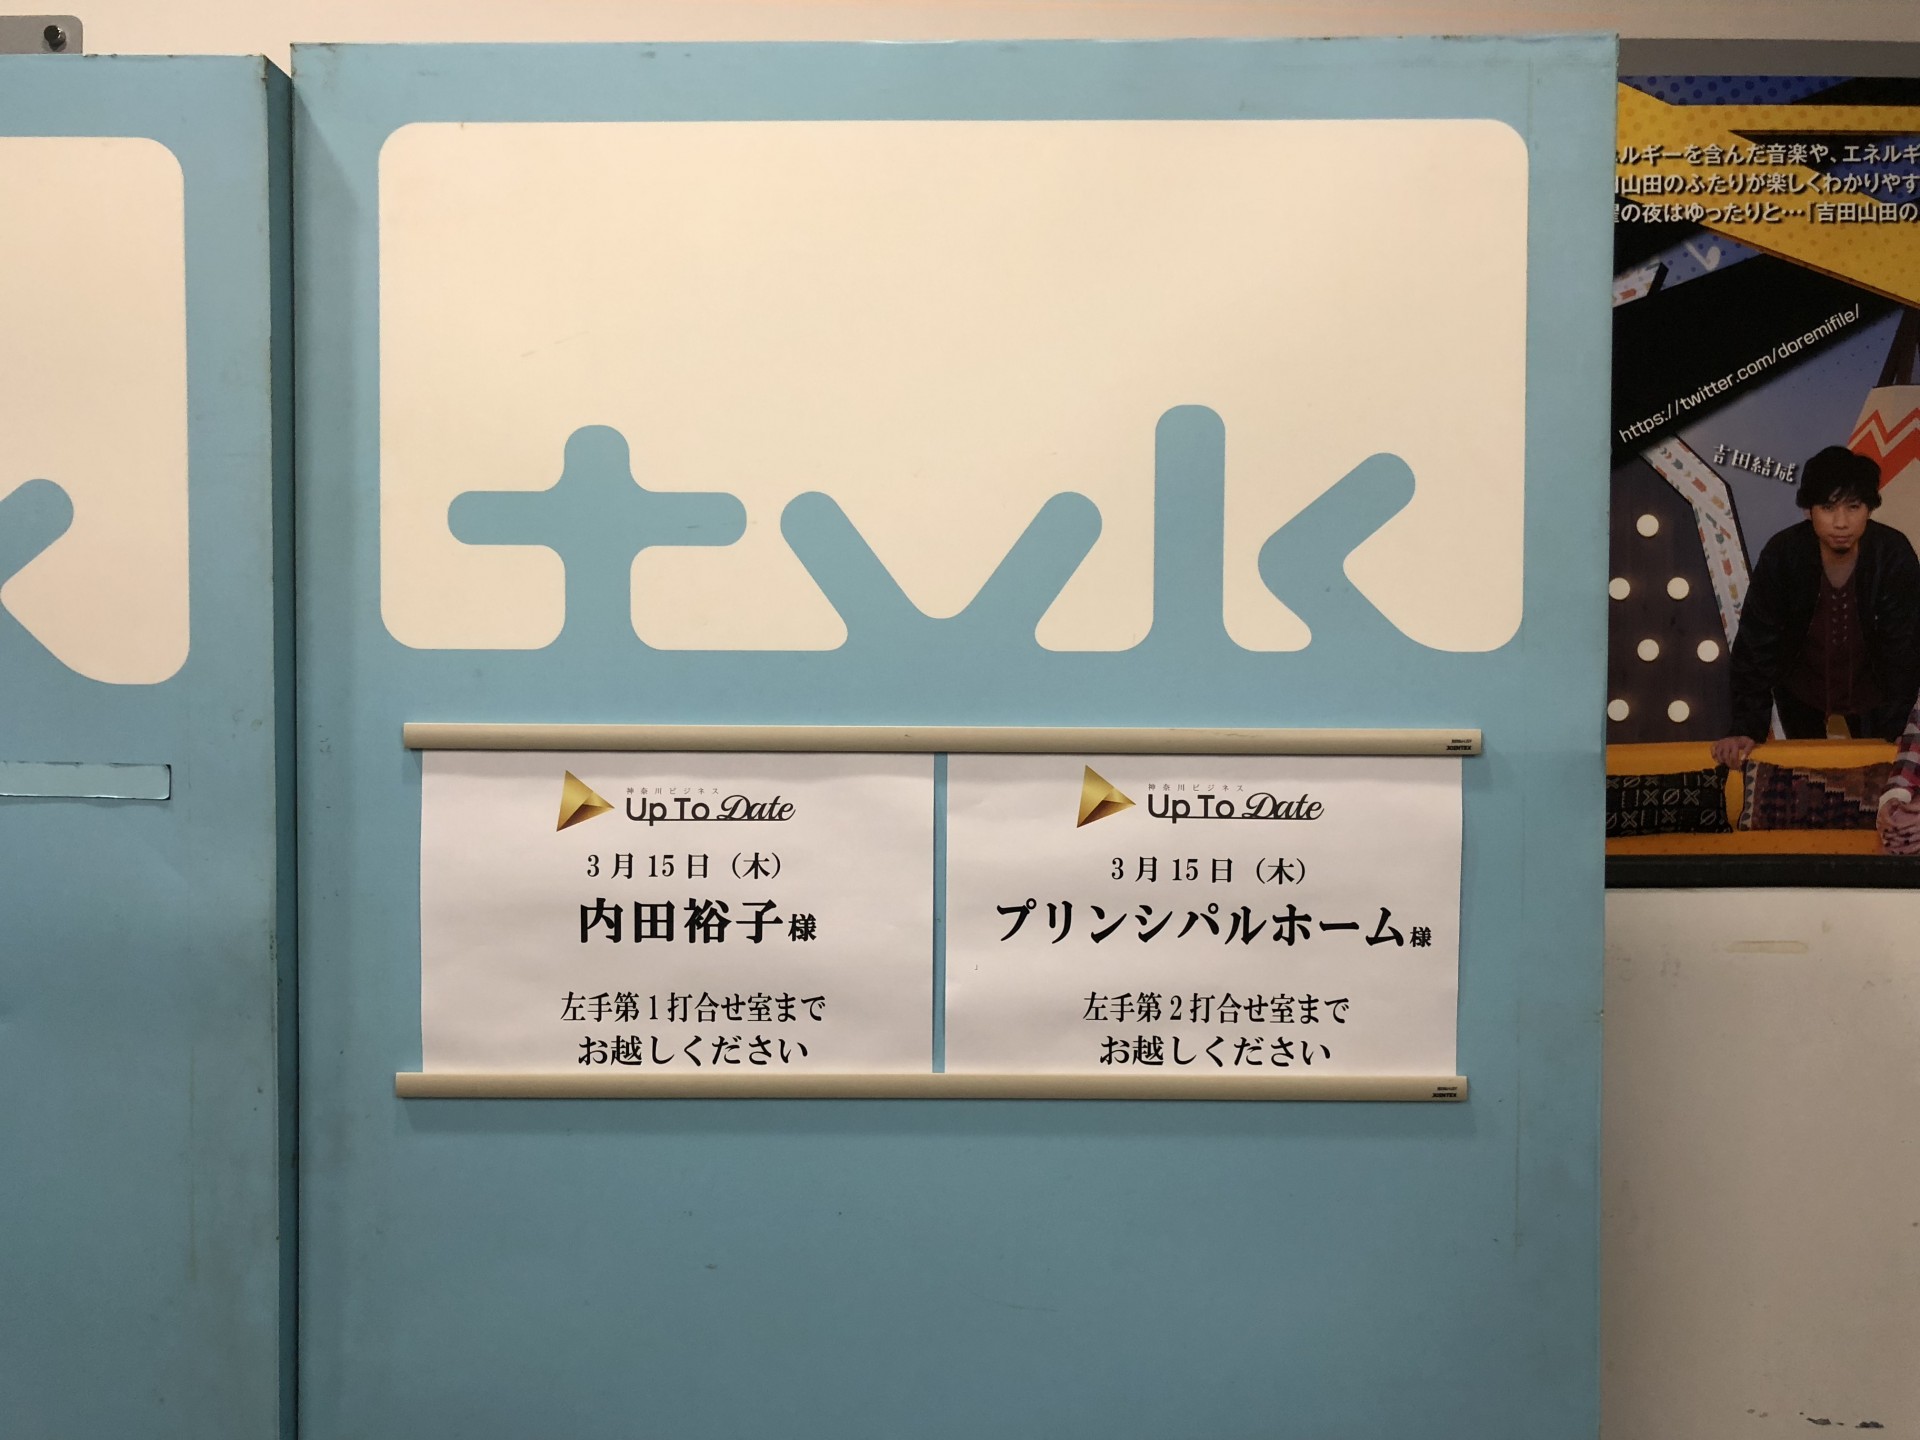 tvk
神奈川ビジネス
Up To Date
3月15日（木）
内田裕子様
左手第1打合せ室まで
お越しください
神奈川ビジネス
Up To Date
3月15日（木）
プリンシパルホーム様
左手第2打合せ室まで
お越しください
JOINTEX
JOINTEX
ルギーを含んだ音楽や、エネルギ
山田のふたりが楽しくわかりやす
の夜はゆったりと…「吉田山田の
https://twitter.com/doremifile/
吉田結威